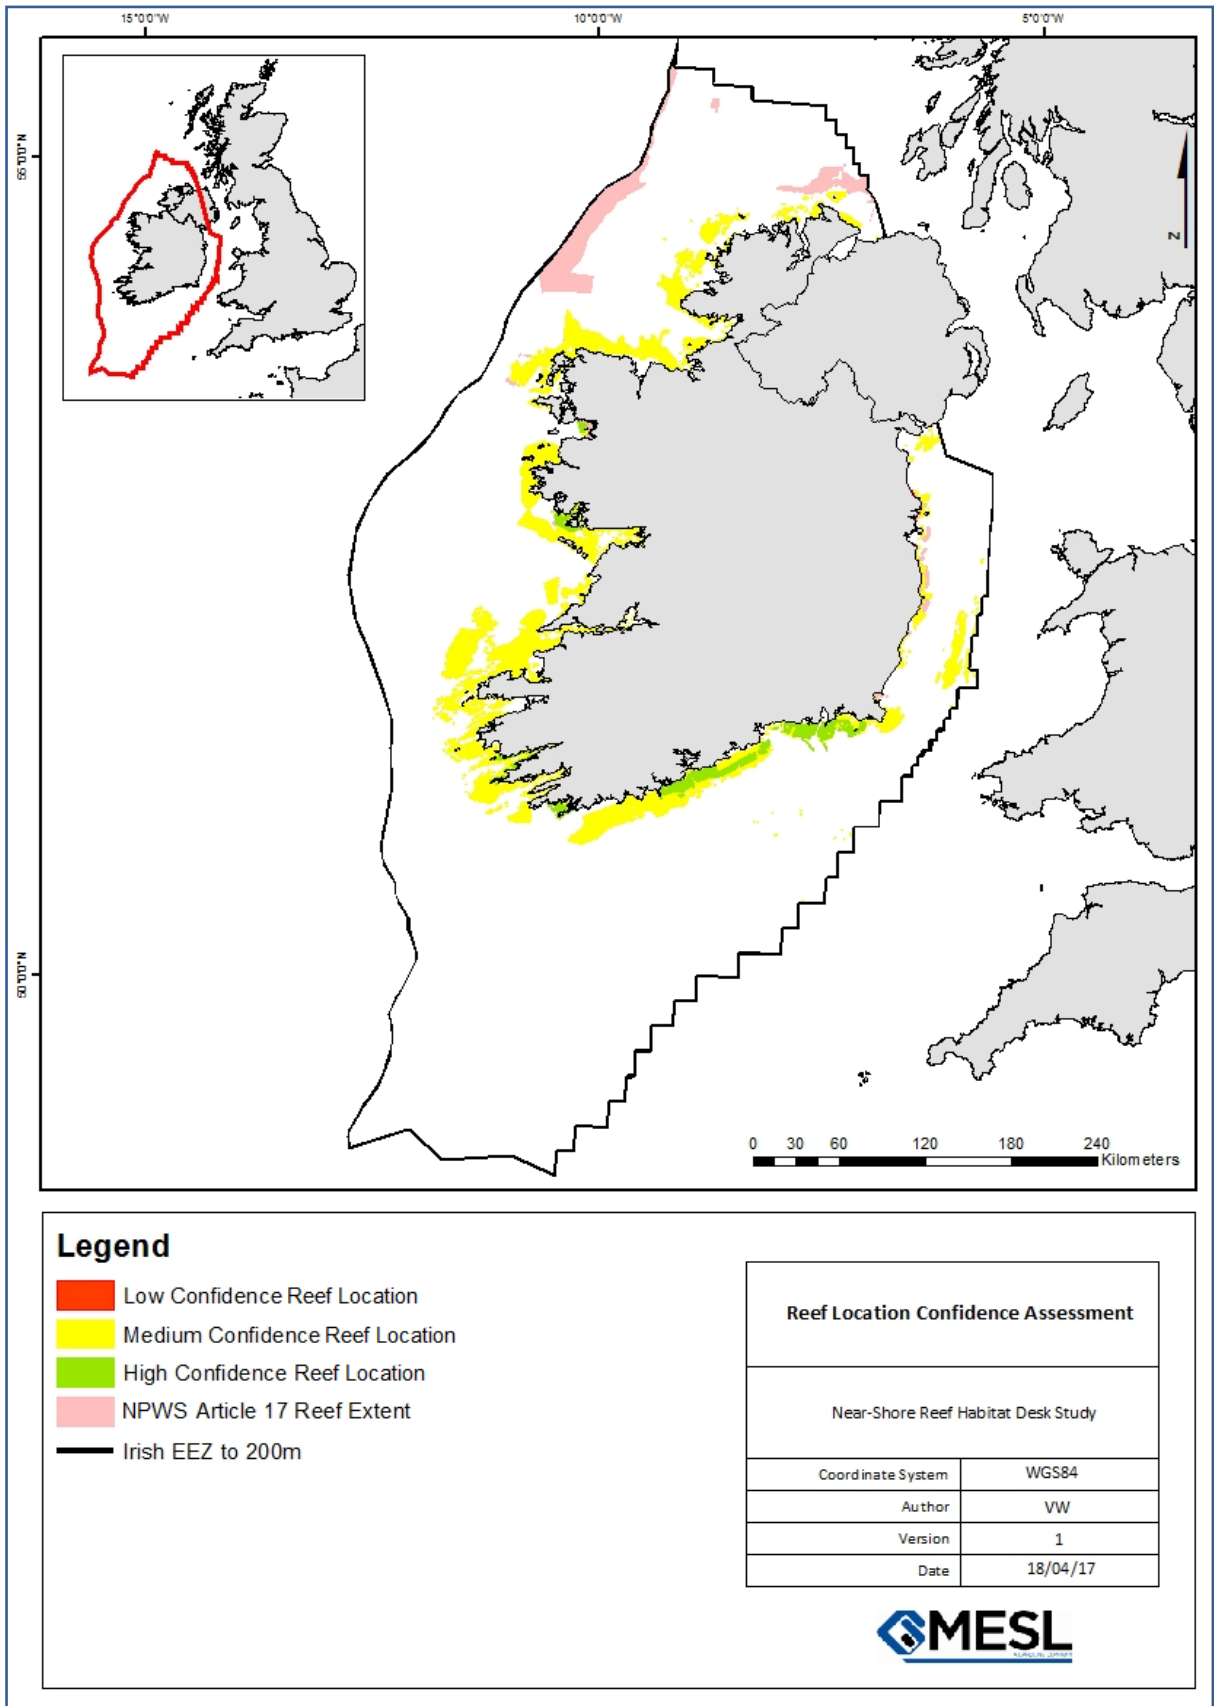 15°0'0"W
10°0'0"W
5°0'0"W
55°0'0"N
50°0'0"N
N
0 30 60 120 180 240
Kilometers
Legend
Low Confidence Reef Location
Medium Confidence Reef Location
High Confidence Reef Location
NPWS Article 17 Reef Extent
Irish EEZ to 200m
Reef Location Confidence Assessment
Near-Shore Reef Habitat Desk Study
Coordinate System WGS84
Author VW
Version 1
Date 18/04/17
MESL